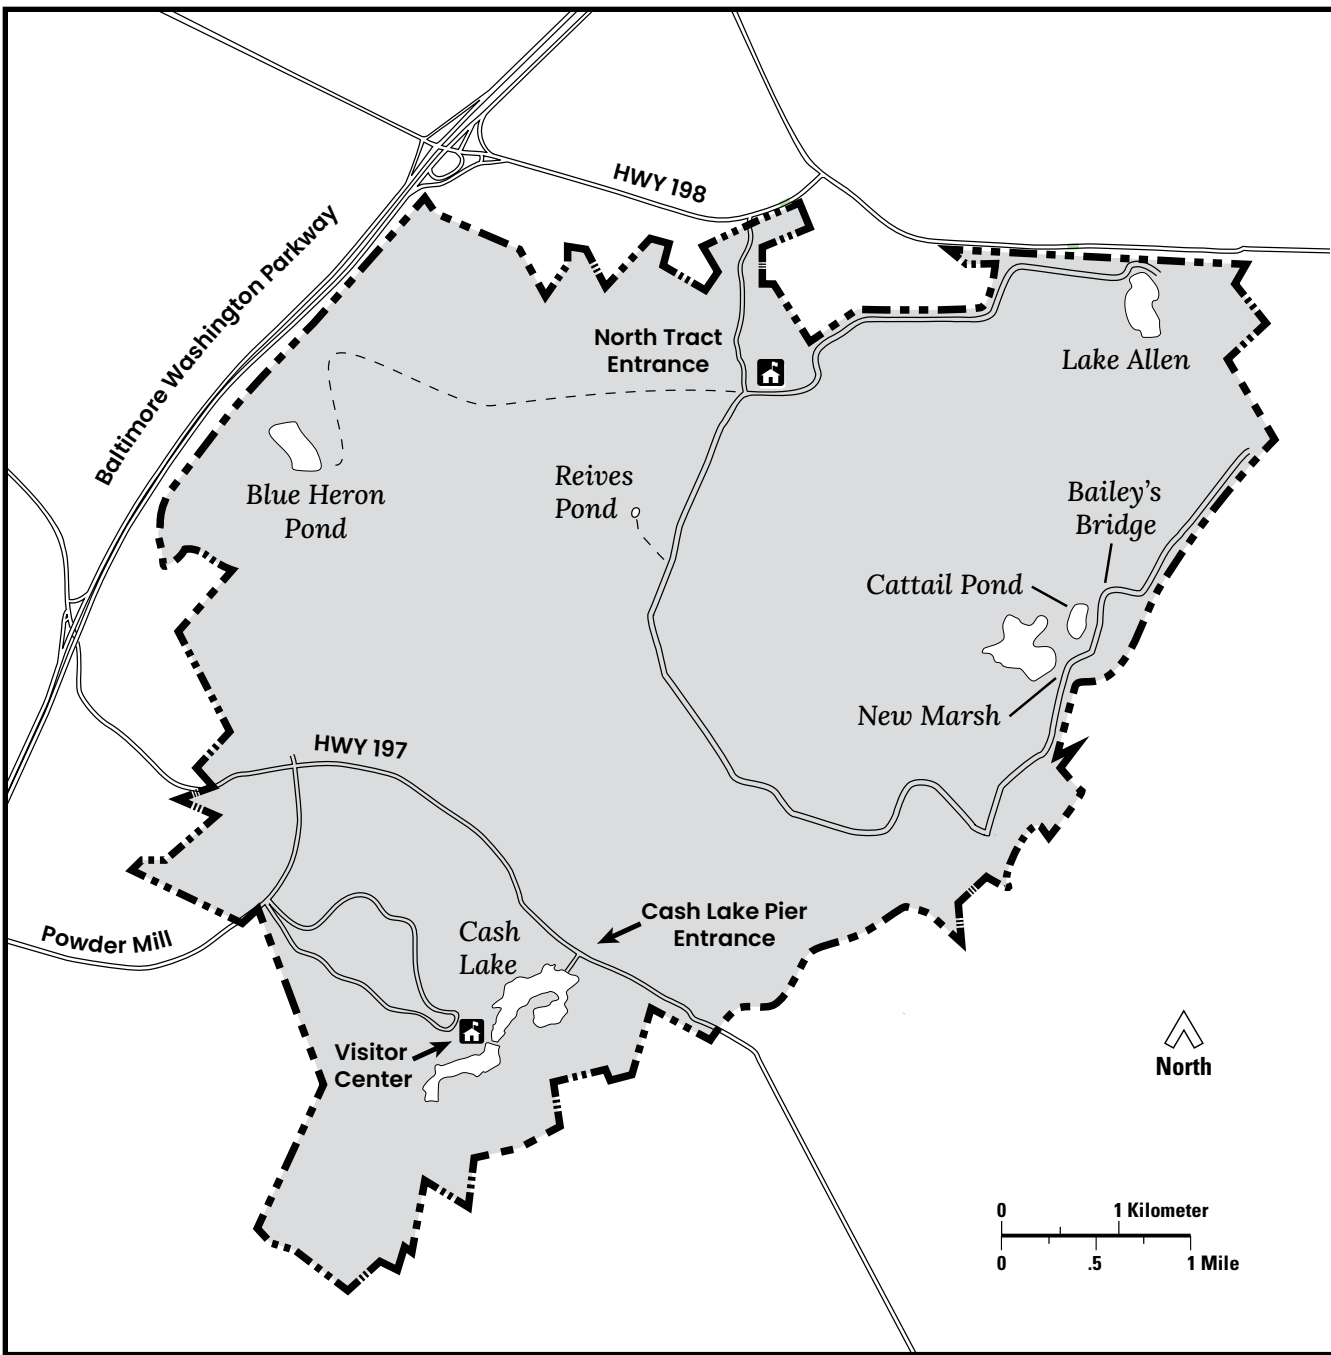 HWY 198
Baltimore Washington Parkway
North Tract
Entrance
Lake Allen
Blue Heron
Pond
Reives
Pond
Bailey’s
Bridge
Cattail Pond
New Marsh
HWY 197
Powder Mill
Cash
Lake
Cash Lake Pier
Entrance
Visitor
Center
North
0 1 Kilometer
0 .5 1 Mile